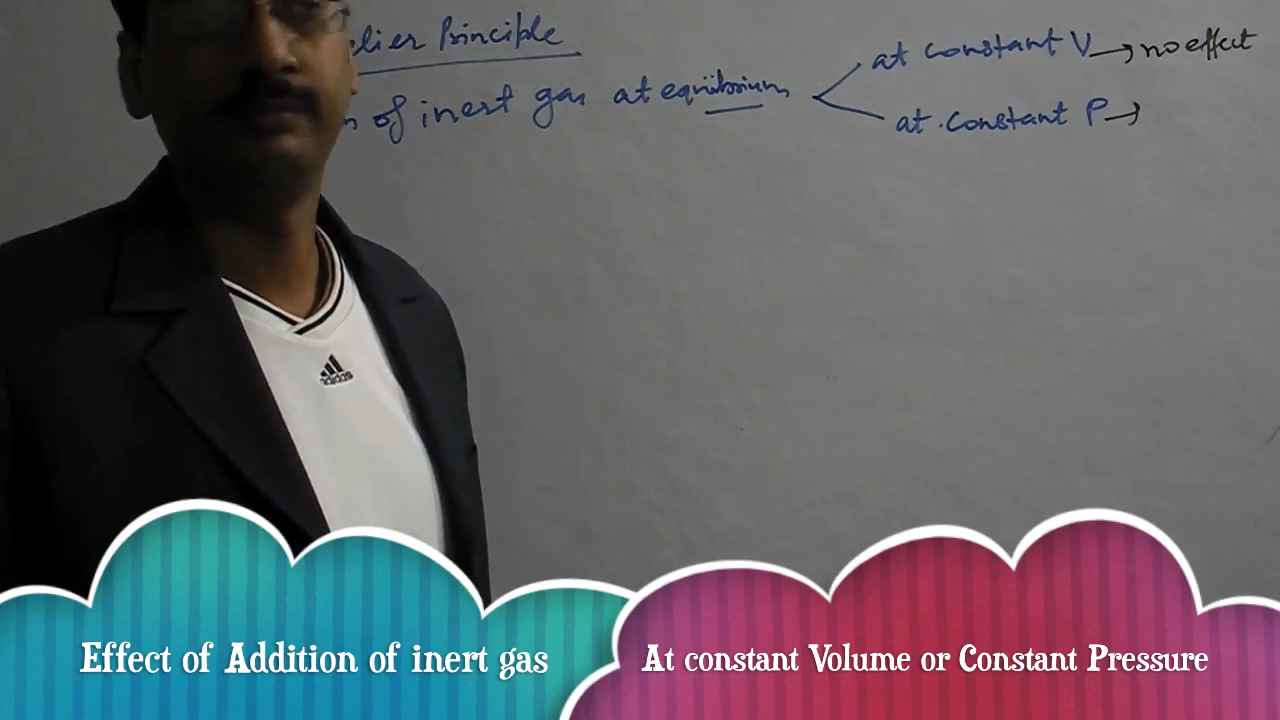 elier Principle
n of inert gas at equilibrium
at constant V → no effect
at constant P →
adidas
Effect of Addition of inert gas
At constant Volume or Constant Pressure